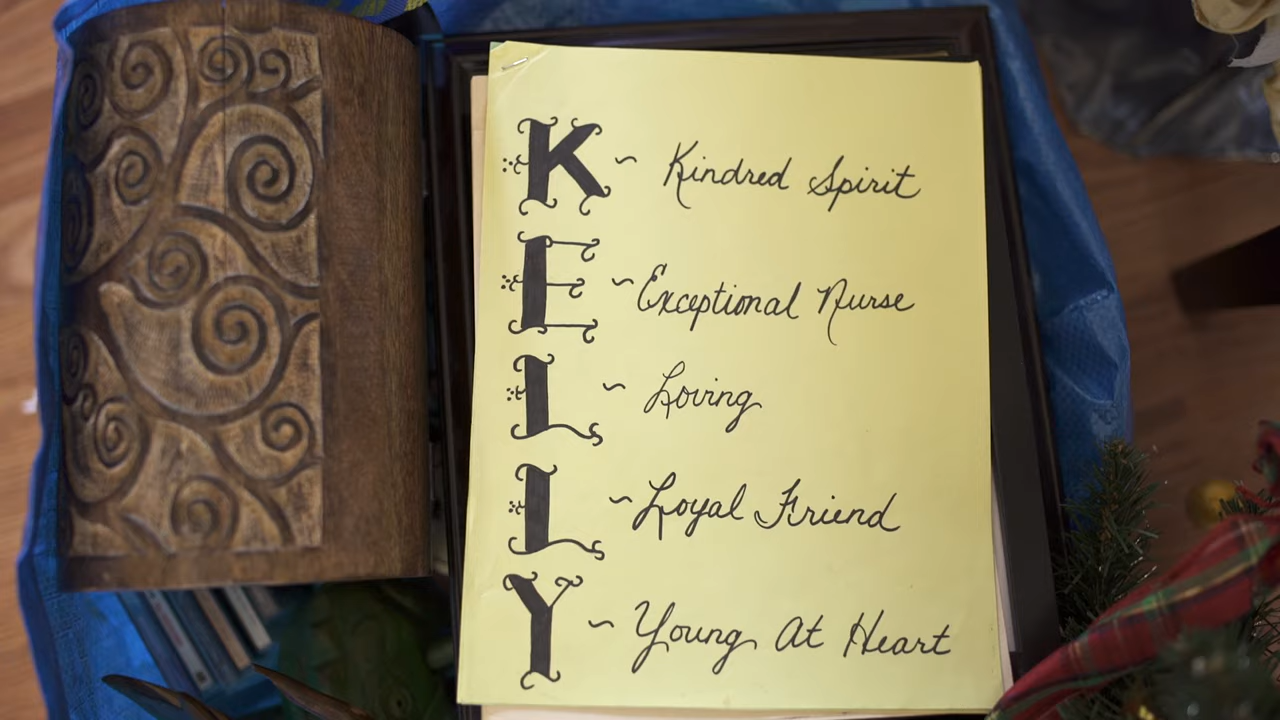 K ~ Kindred Spirit
E ~ Exceptional Nurse
L ~ Loving
L ~ Loyal Friend
Y ~ Young At Heart